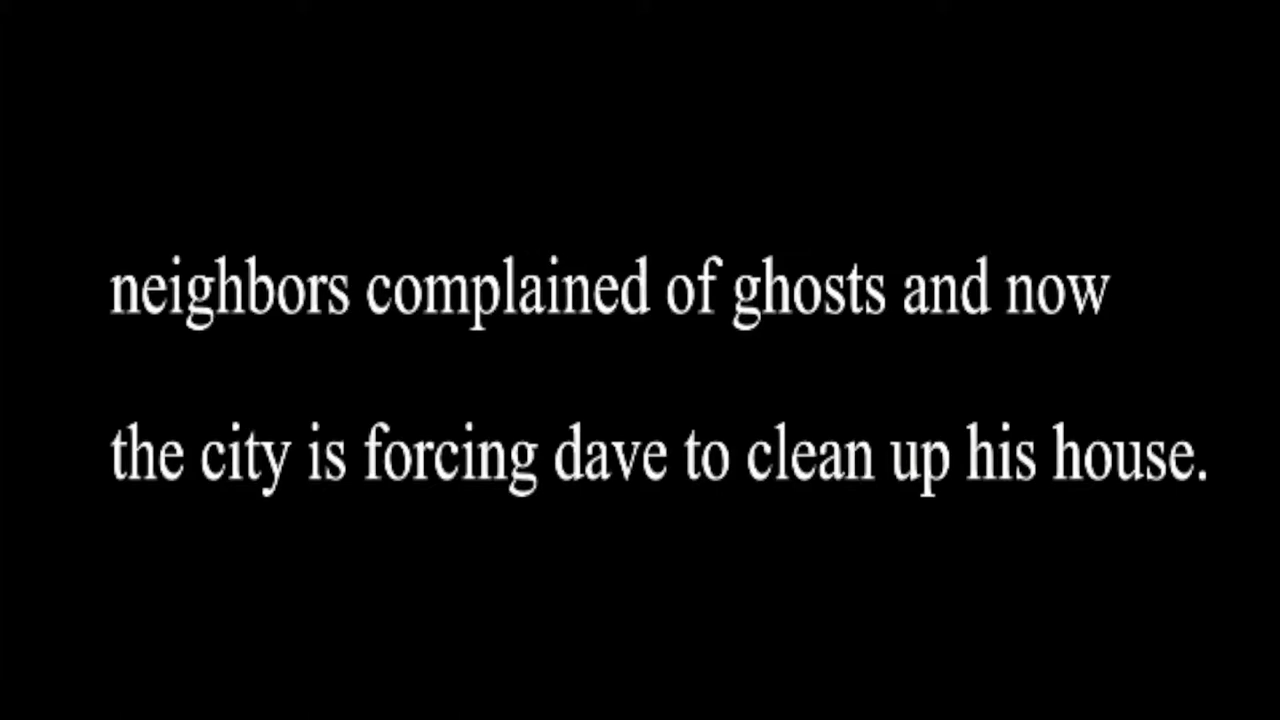 neighbors complained of ghosts and now
the city is forcing dave to clean up his house.